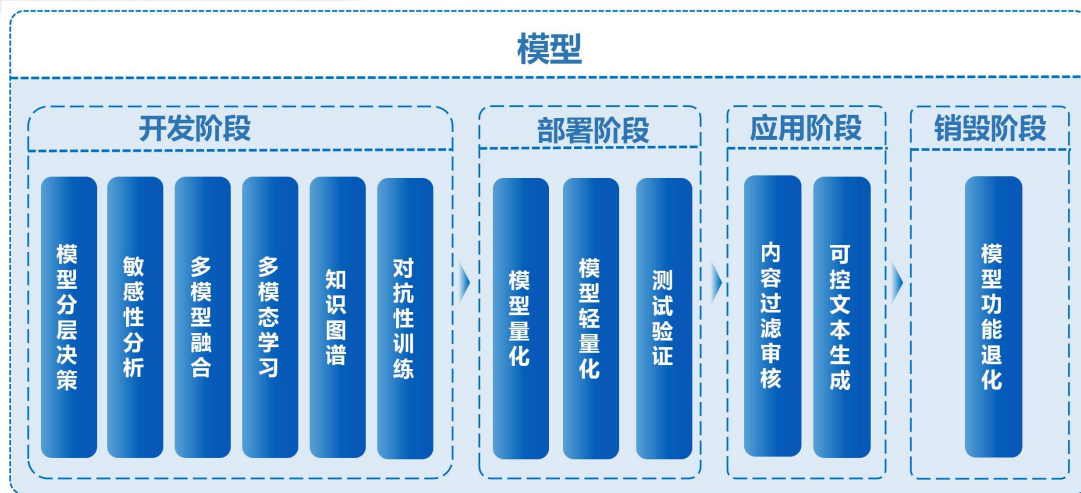 模型
开发阶段
模型分层决策
敏感性分析
多模型融合
多模态学习
知识图谱
对抗性训练
部署阶段
模型量化
模型轻量化
测试验证
应用阶段
内容过滤审核
可控文本生成
销毁阶段
模型功能退化